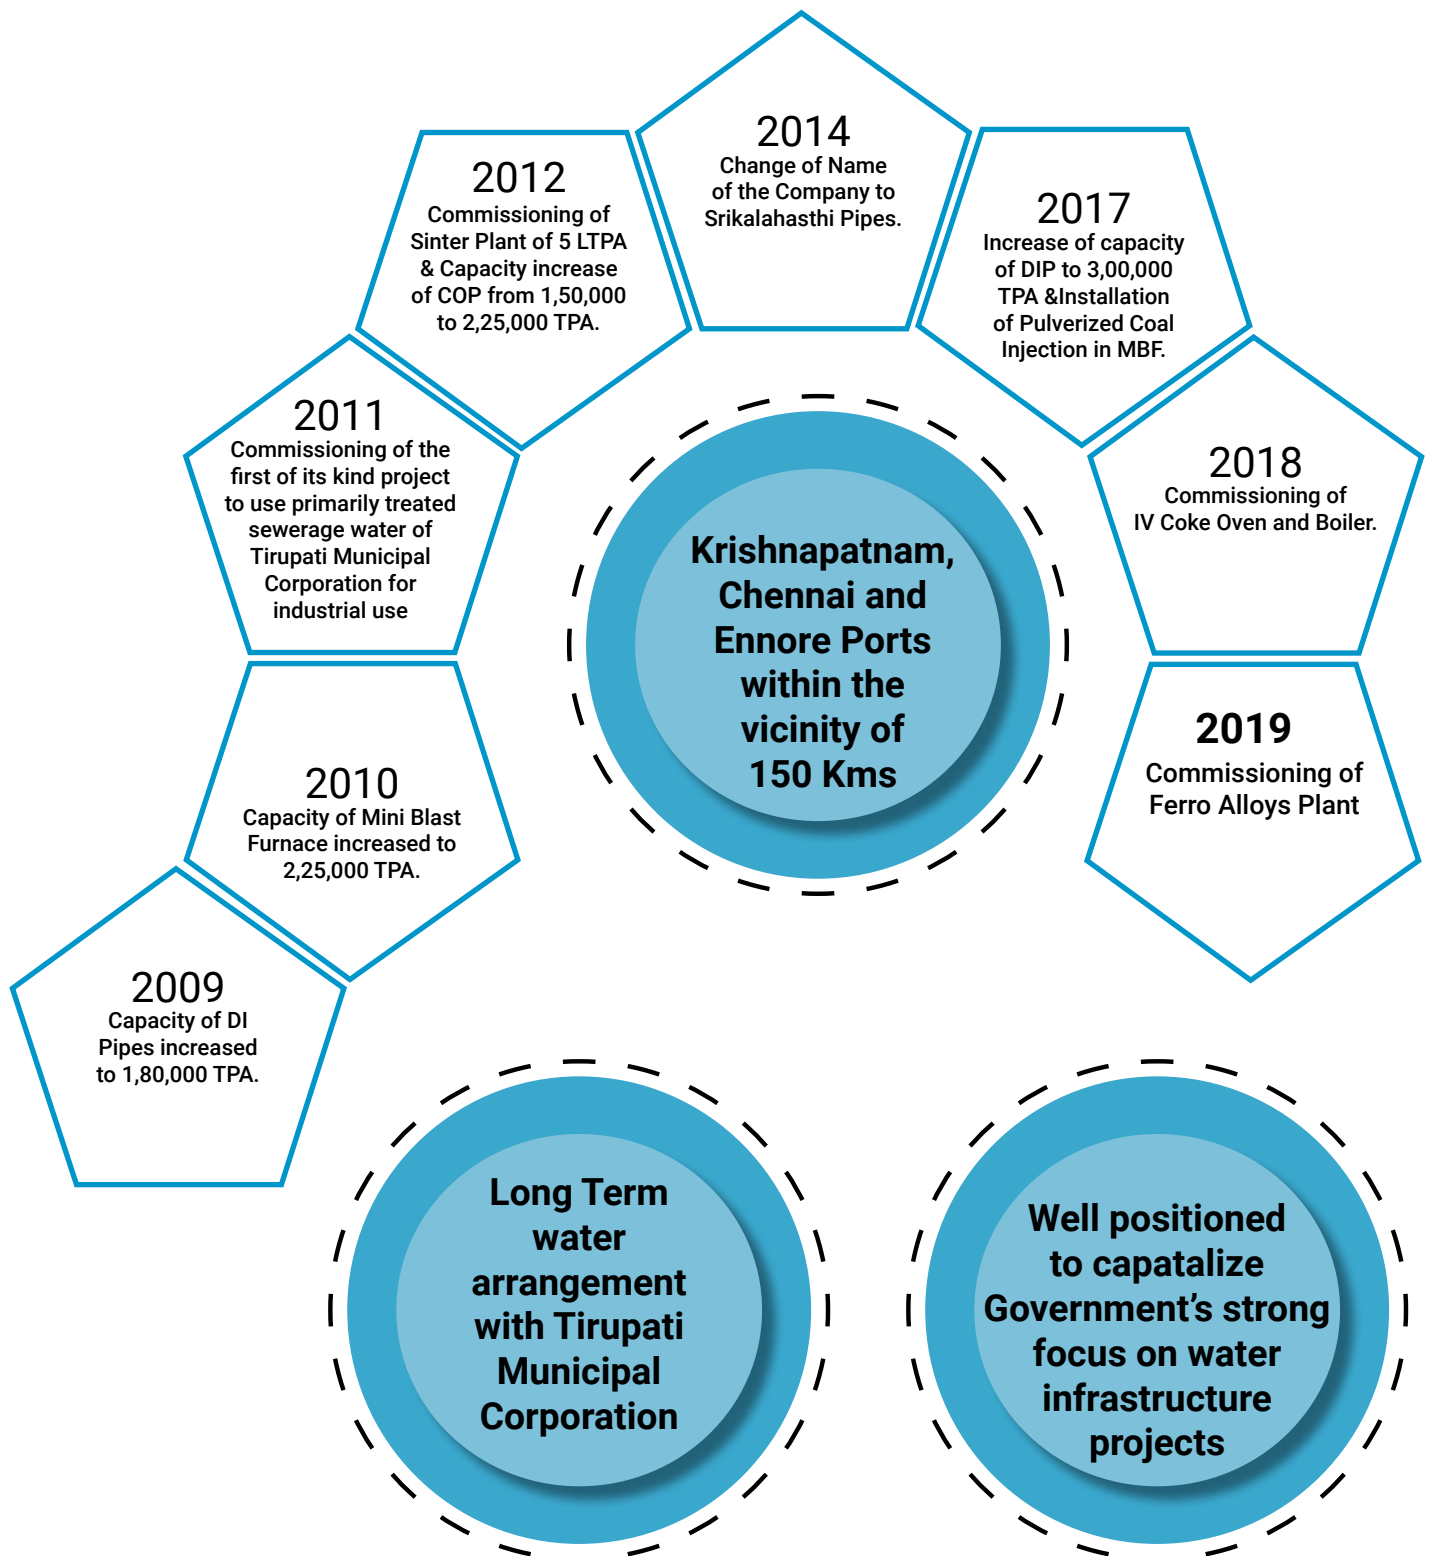 2009
Capacity of DI
Pipes increased
to 1,80,000 TPA.
2010
Capacity of Mini Blast
Furnace increased to
2,25,000 TPA.
2011
Commissioning of the
first of its kind project
to use primarily treated
sewerage water of
Tirupati Municipal
Corporation for
industrial use
2012
Commissioning of
Sinter Plant of 5 LTPA
& Capacity increase
of COP from 1,50,000
to 2,25,000 TPA.
2014
Change of Name
of the Company to
Srikalahasthi Pipes.
2017
Increase of capacity
of DIP to 3,00,000
TPA &Installation
of Pulverized Coal
Injection in MBF.
2018
Commissioning of
IV Coke Oven and Boiler.
2019
Commissioning of
Ferro Alloys Plant
Krishnapatnam,
Chennai and
Ennore Ports
within the
vicinity of
150 Kms
Long Term
water
arrangement
with Tirupati
Municipal
Corporation
Well positioned
to capatalize
Government’s strong
focus on water
infrastructure
projects